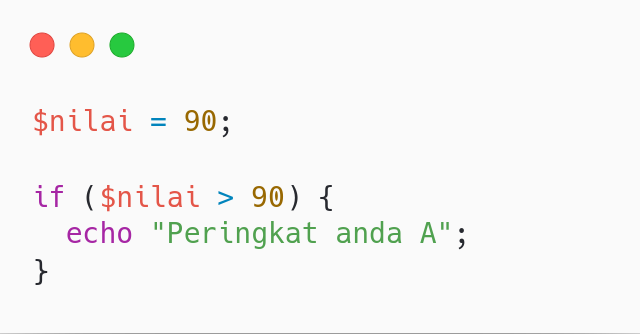 $nilai = 90;
if ($nilai > 90) {
  echo "Peringkat anda A";
}